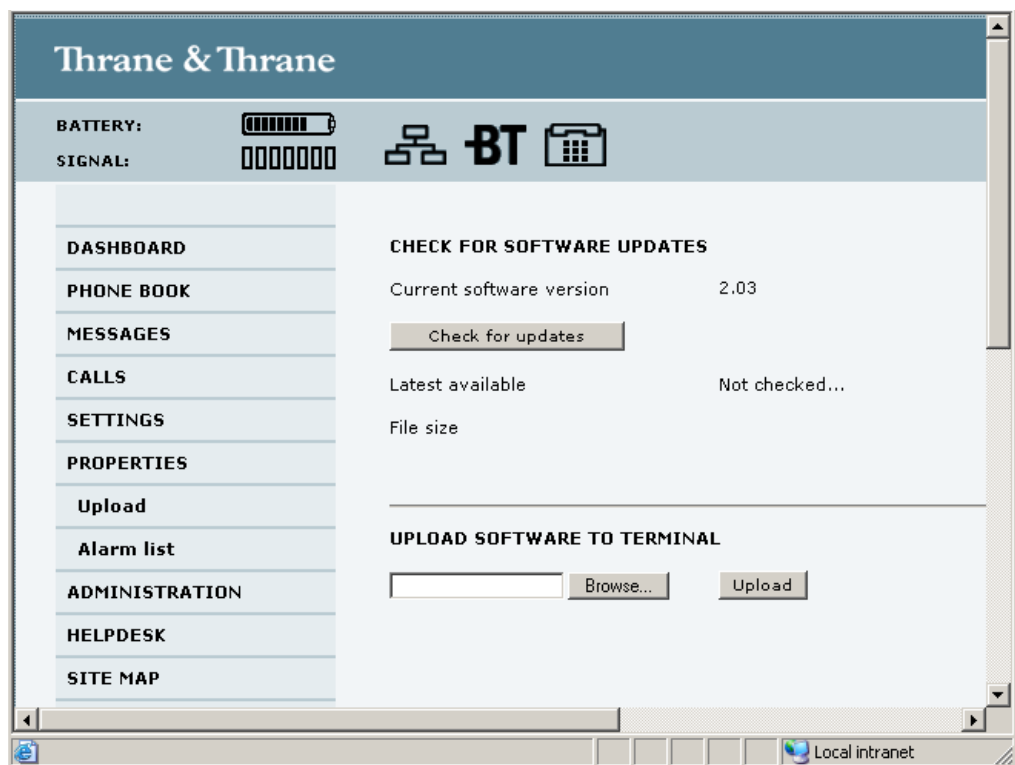 Thrane & Thrane
BATTERY:
SIGNAL:
BT
DASHBOARD
PHONE BOOK
MESSAGES
CALLS
SETTINGS
PROPERTIES
Upload
Alarm list
ADMINISTRATION
HELPDESK
SITE MAP
CHECK FOR SOFTWARE UPDATES
Current software version 2.03
Check for updates
Latest available Not checked...
File size
UPLOAD SOFTWARE TO TERMINAL
Browse... Upload
Local intranet